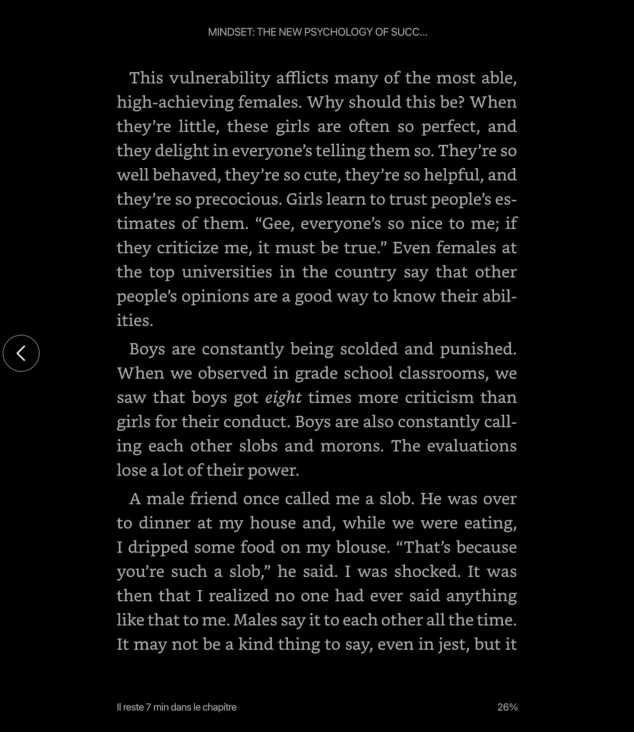 MINDSET: THE NEW PSYCHOLOGY OF SUCC...
This vulnerability afflicts many of the most able,
high-achieving females. Why should this be? When
they’re little, these girls are often so perfect, and
they delight in everyone’s telling them so. They’re so
well behaved, they’re so cute, they’re so helpful, and
they’re so precocious. Girls learn to trust people’s es-
timates of them. “Gee, everyone’s so nice to me; if
they criticize me, it must be true.” Even females at
the top universities in the country say that other
people’s opinions are a good way to know their abil-
ities.
Boys are constantly being scolded and punished.
When we observed in grade school classrooms, we
saw that boys got eight times more criticism than
girls for their conduct. Boys are also constantly call-
ing each other slobs and morons. The evaluations
lose a lot of their power.
A male friend once called me a slob. He was over
to dinner at my house and, while we were eating,
I dripped some food on my blouse. “That’s because
you’re such a slob,” he said. I was shocked. It was
then that I realized no one had ever said anything
like that to me. Males say it to each other all the time.
It may not be a kind thing to say, even in jest, but it
Il reste 7 min dans le chapitre
26%